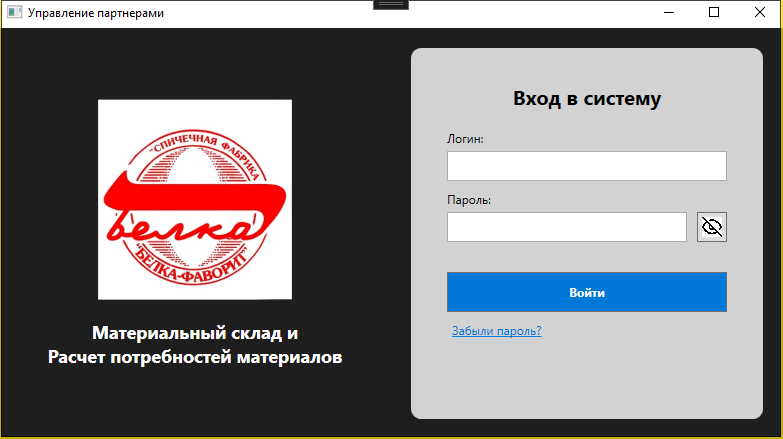 Управление партнерами
"СПИЧЕЧНАЯ ФАБРИКА
Белка
"БЕЛКА-ФАВОРИТ"
Материальный склад и
Расчет потребностей материалов
Вход в систему
Логин:
Пароль:
Войти
Забыли пароль?